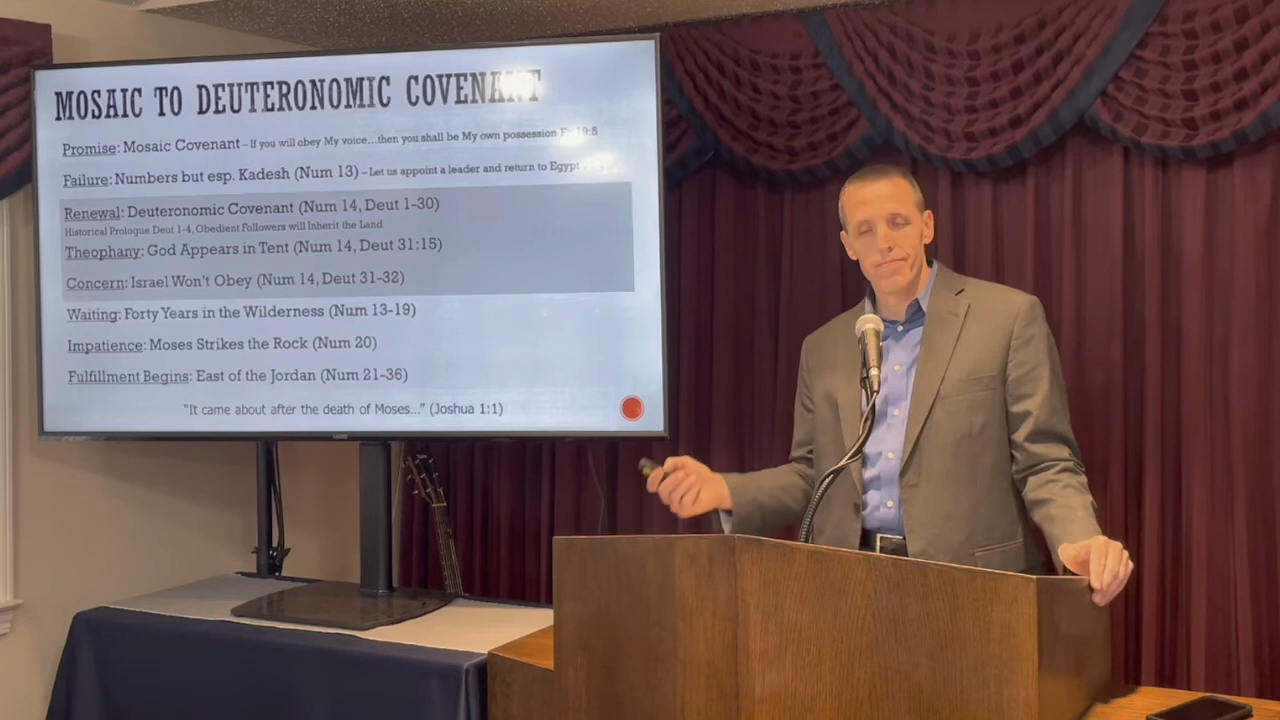 MOSAIC TO DEUTERONOMIC COVENANT
Promise: Mosaic Covenant – If you will obey My voice...then you shall be My own possession 19:5
Failure: Numbers but esp. Kadesh (Num 13) – Let us appoint a leader and return to Egypt
Renewal: Deuteronomic Covenant (Num 14, Deut 1-30)
Historical Prologue Deut 1-4, Obedient Followers will Inherit the Land
Theophany: God Appears in Tent (Num 14, Deut 31:15)
Concern: Israel Won't Obey (Num 14, Deut 31-32)
Waiting: Forty Years in the Wilderness (Num 13-19)
Impatience: Moses Strikes the Rock (Num 20)
Fulfillment Begins: East of the Jordan (Num 21-36)
"It came about after the death of Moses..." (Joshua 1:1)